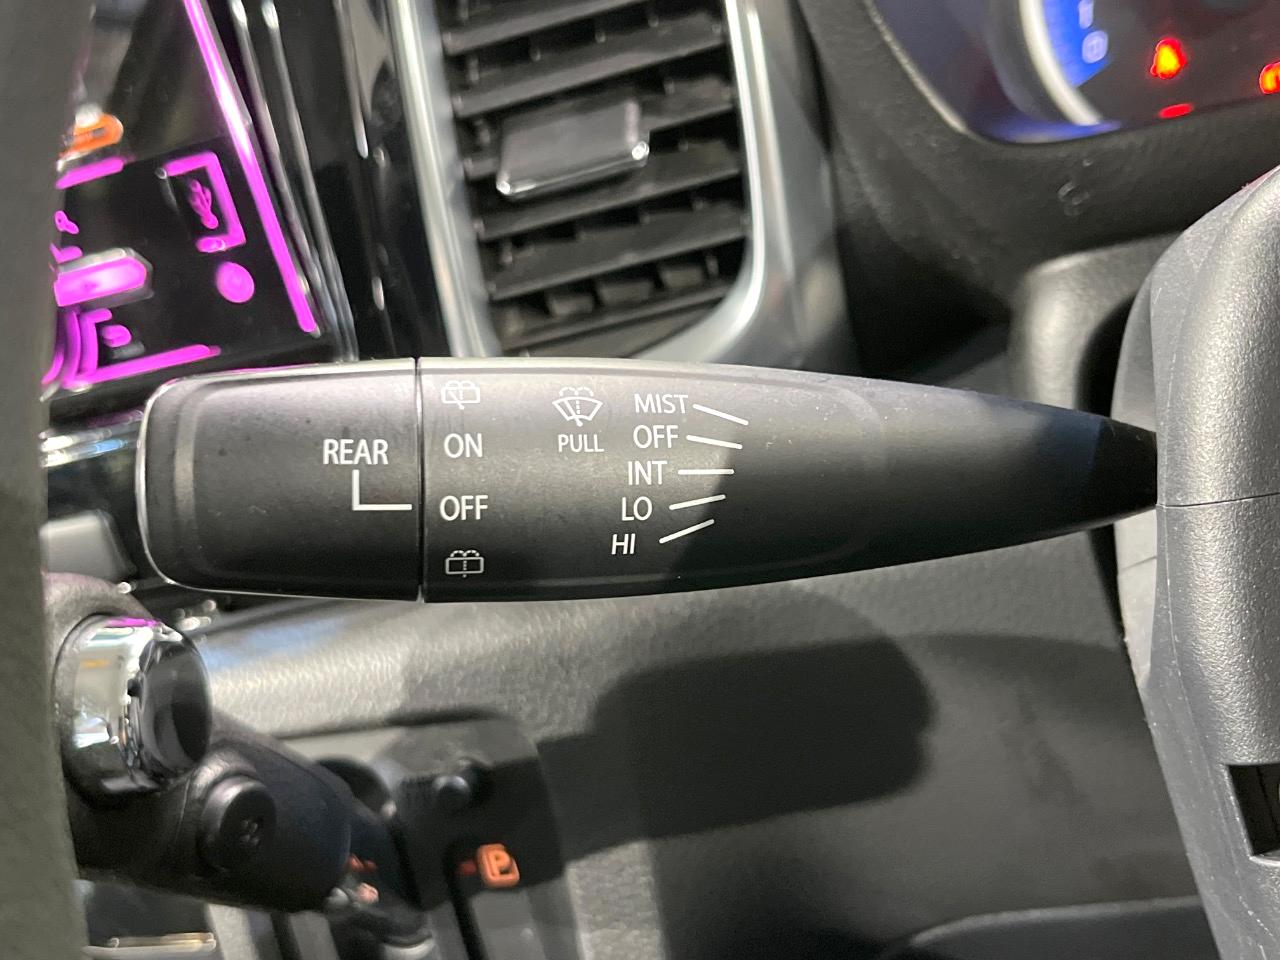 REAR
ON
OFF
PULL
MIST
OFF
INT
LO
HI
P